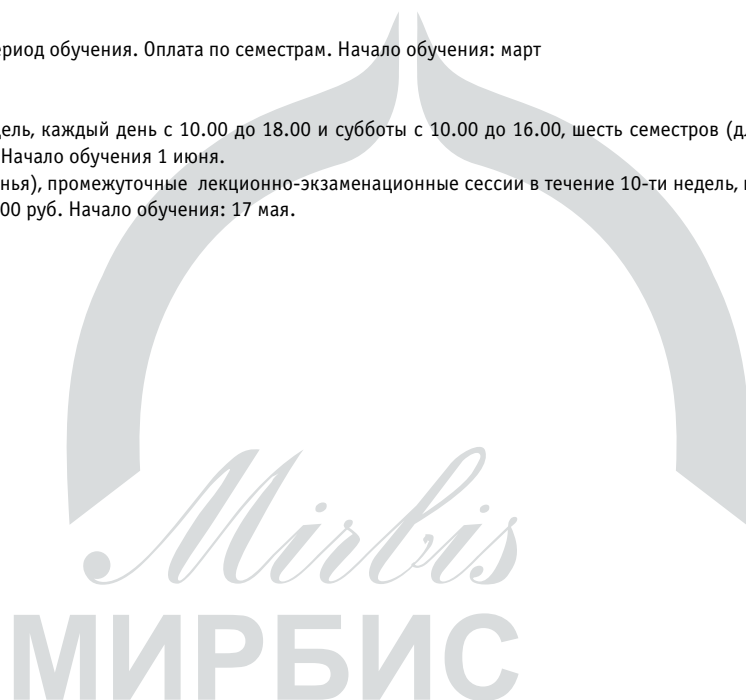 ериод обучения. Оплата по семестрам. Начало обучения: март
дель, каждый день с 10.00 до 18.00 и субботы с 10.00 до 16.00, шесть семестров (д
Начало обучения 1 июня.
нья), промежуточные лекционно-экзаменационные сессии в течение 10-ти недель,
00 руб. Начало обучения: 17 мая.
Mirbis
МИРБИС